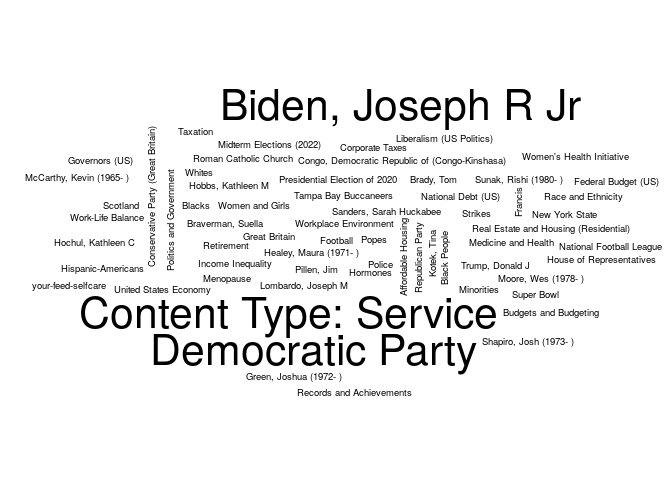 Biden, Joseph R Jr
Taxation
Liberalism (US Politics)
Midterm Elections (2022)
Corporate Taxes
Women's Health Initiative
Governors (US)
Roman Catholic Church
Congo, Democratic Republic of (Congo-Kinshasa)
Conservative Party (Great Britain)
Politics and Government
Whites
McCarthy, Kevin (1965- )
Hobbs, Kathleen M
Presidential Election of 2020
Brady, Tom
Sunak, Rishi (1980- )
Federal Budget (US)
Tampa Bay Buccaneers
National Debt (US)
Francis
Race and Ethnicity
Scotland
Blacks
Women and Girls
Sanders, Sarah Huckabee
Strikes
New York State
Work-Life Balance
Braverman, Suella
Workplace Environment
Real Estate and Housing (Residential)
Great Britain
Football
Popes
Affordable Housing
Republican Party
Kotek, Tina
Black People
Hochul, Kathleen C
Retirement
Medicine and Health
National Football League
Healey, Maura (1971- )
House of Representatives
Hispanic-Americans
Income Inequality
Pillen, Jim
Police
Hormones
Trump, Donald J
Menopause
Moore, Wes (1978- )
your-feed-selfcare
United States Economy
Lombardo, Joseph M
Minorities
Super Bowl
Content Type: Service
Budgets and Budgeting
Democratic Party
Shapiro, Josh (1973- )
Green, Joshua (1972- )
Records and Achievements